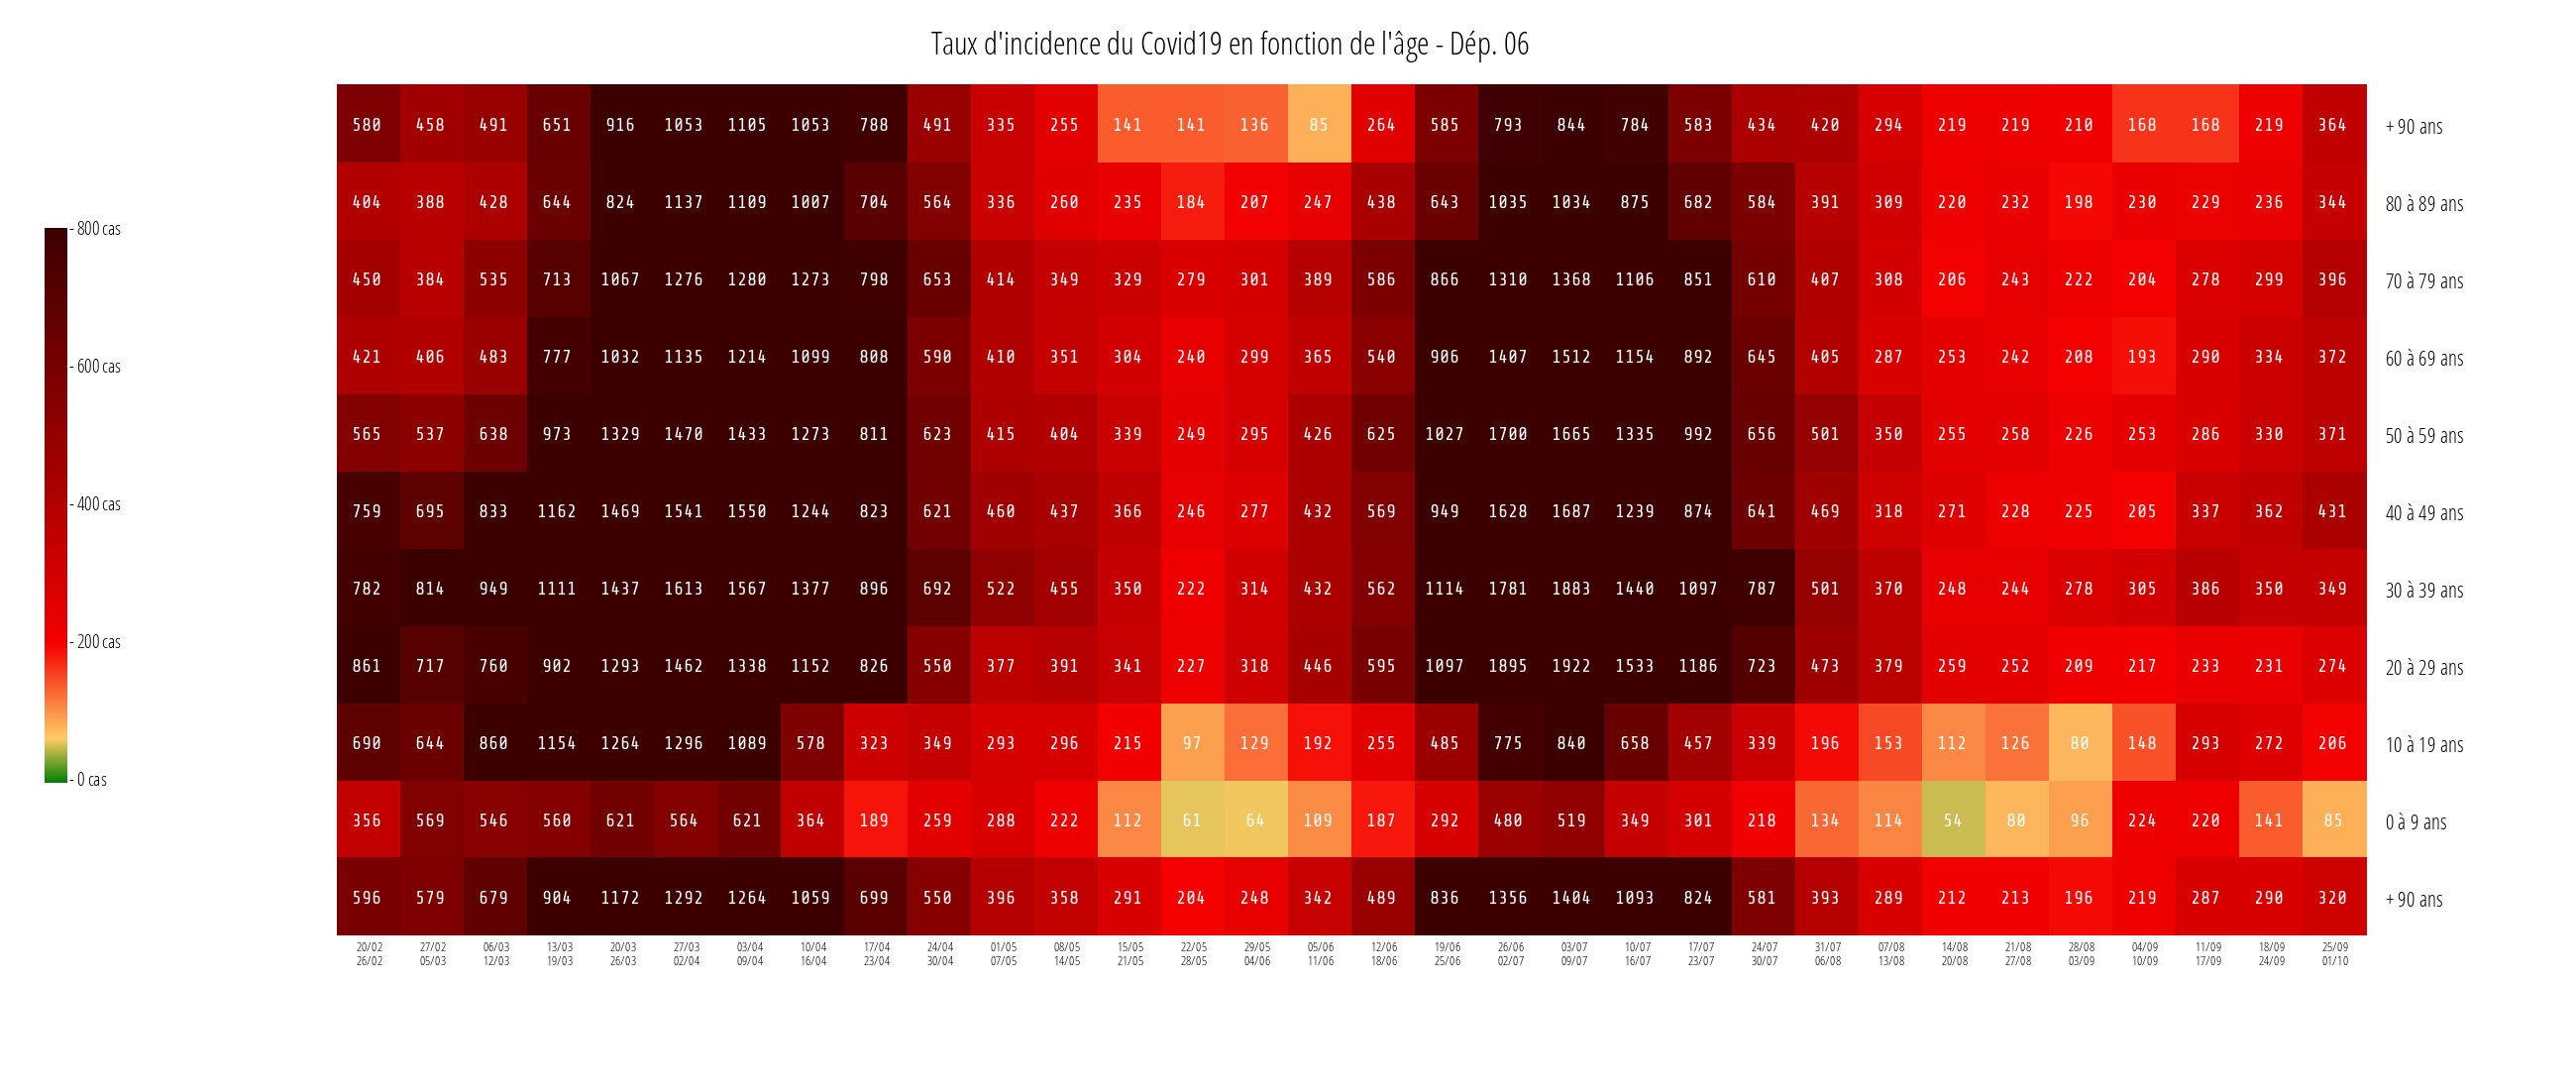 Taux d'incidence du Covid19 en fonction de l'âge - Dép. 06
- 800 cas
- 600 cas
- 400 cas
- 200 cas
- 0 cas
580 458 491 651 916 1053 1105 1053 788 491 335 255 141 141 136 85 264 585 793 844 784 583 434 420 294 219 219 210 168 168 219 364 + 90 ans
404 388 428 644 824 1137 1109 1007 704 564 336 260 235 184 207 247 438 643 1035 1034 875 682 584 391 309 220 232 198 230 229 236 344 80 à 89 ans
450 384 535 713 1067 1276 1280 1273 798 653 414 349 329 279 301 389 586 866 1310 1368 1106 851 610 407 308 206 243 222 204 278 299 396 70 à 79 ans
421 406 483 777 1032 1135 1214 1099 808 590 410 351 304 240 299 365 540 906 1407 1512 1154 892 645 405 287 253 242 208 193 290 334 372 60 à 69 ans
565 537 638 973 1329 1470 1433 1273 811 623 415 404 339 249 295 426 625 1027 1700 1665 1335 992 656 501 350 255 258 226 253 286 330 371 50 à 59 ans
759 695 833 1162 1469 1541 1550 1244 823 621 460 437 366 246 277 432 569 949 1628 1687 1239 874 641 469 318 271 228 225 205 337 362 431 40 à 49 ans
782 814 949 1111 1437 1613 1567 1377 896 692 522 455 350 222 314 432 562 1114 1781 1883 1440 1097 787 501 370 248 244 278 305 386 350 349 30 à 39 ans
861 717 760 902 1293 1462 1338 1152 826 550 377 391 341 227 318 446 595 1097 1895 1922 1533 1186 723 473 379 259 252 209 217 233 231 274 20 à 29 ans
690 644 860 1154 1264 1296 1089 578 323 349 293 296 215 97 129 192 255 485 775 840 658 457 339 196 153 112 126 80 148 293 272 206 10 à 19 ans
356 569 546 560 621 564 621 364 189 259 288 222 112 61 64 109 187 292 480 519 349 301 218 134 114 54 80 96 224 220 141 85 0 à 9 ans
596 579 679 904 1172 1292 1264 1059 699 550 396 358 291 204 248 342 489 836 1356 1404 1093 824 581 393 289 212 213 196 219 287 290 320 + 90 ans
20/02 27/02 06/03 13/03 20/03 27/03 03/04 10/04 17/04 24/04 01/05 08/05 15/05 22/05 29/05 05/06 12/06 19/06 26/06 03/07 10/07 17/07 24/07 31/07 07/08 14/08 21/08 28/08 04/09 11/09 18/09 25/09
26/02 05/03 12/03 19/03 26/03 02/04 09/04 16/04 23/04 30/04 07/05 14/05 21/05 28/05 04/06 11/06 18/06 25/06 02/07 09/07 16/07 23/07 30/07 06/08 13/08 20/08 27/08 03/09 10/09 17/09 24/09 01/10